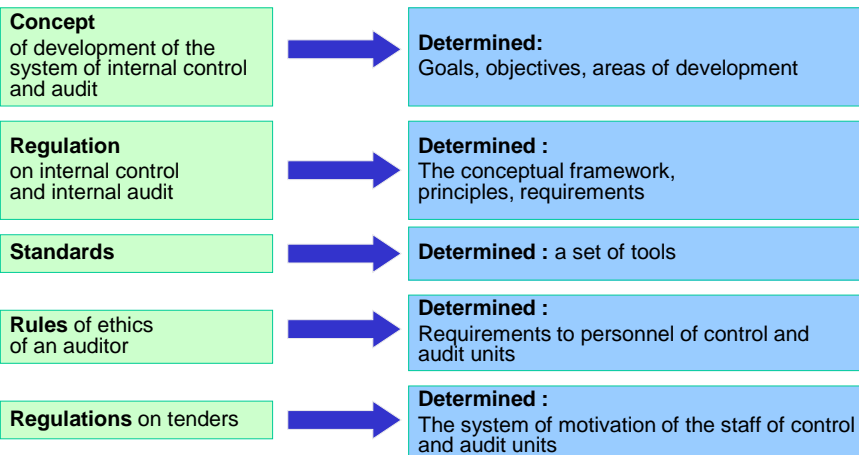 Concept
of development of the
system of internal control
and audit
Determined:
Goals, objectives, areas of development
Regulation
on internal control
and internal audit
Determined :
The conceptual framework,
principles, requirements
Standards
Determined : a set of tools
Rules of ethics
of an auditor
Determined :
Requirements to personnel of control and
audit units
Regulations on tenders
Determined :
The system of motivation of the staff of control
and audit units